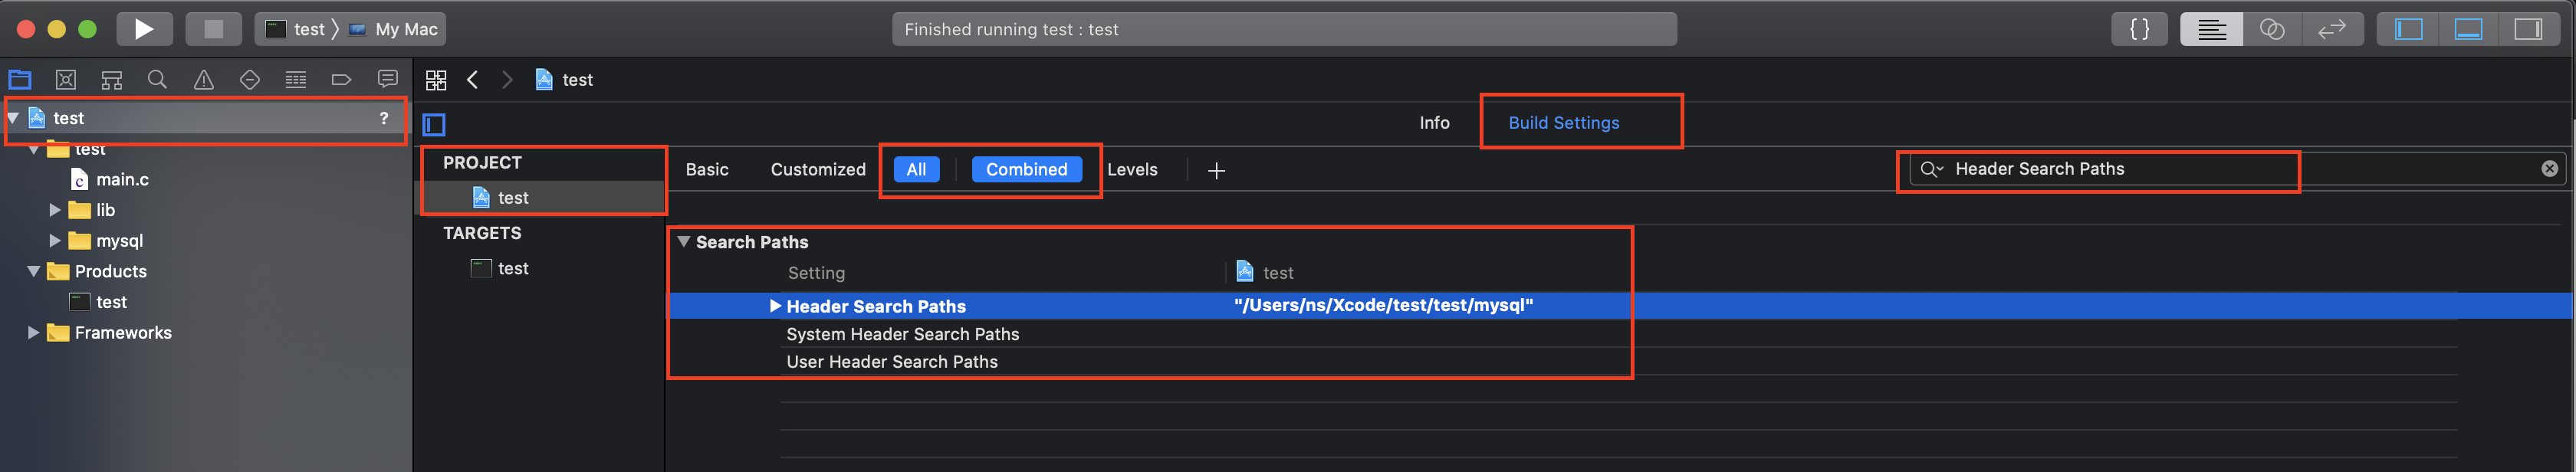 test
My Mac
Finished running test : test
{ }
test
test ?
Info
Build Settings
test
main.c
lib
mysql
Products
test
Frameworks
PROJECT
test
TARGETS
test
Basic
Customized
All
Combined
Levels
+
Header Search Paths
Search Paths
Setting
test
Header Search Paths
"/Users/ns/Xcode/test/test/mysql"
System Header Search Paths
User Header Search Paths